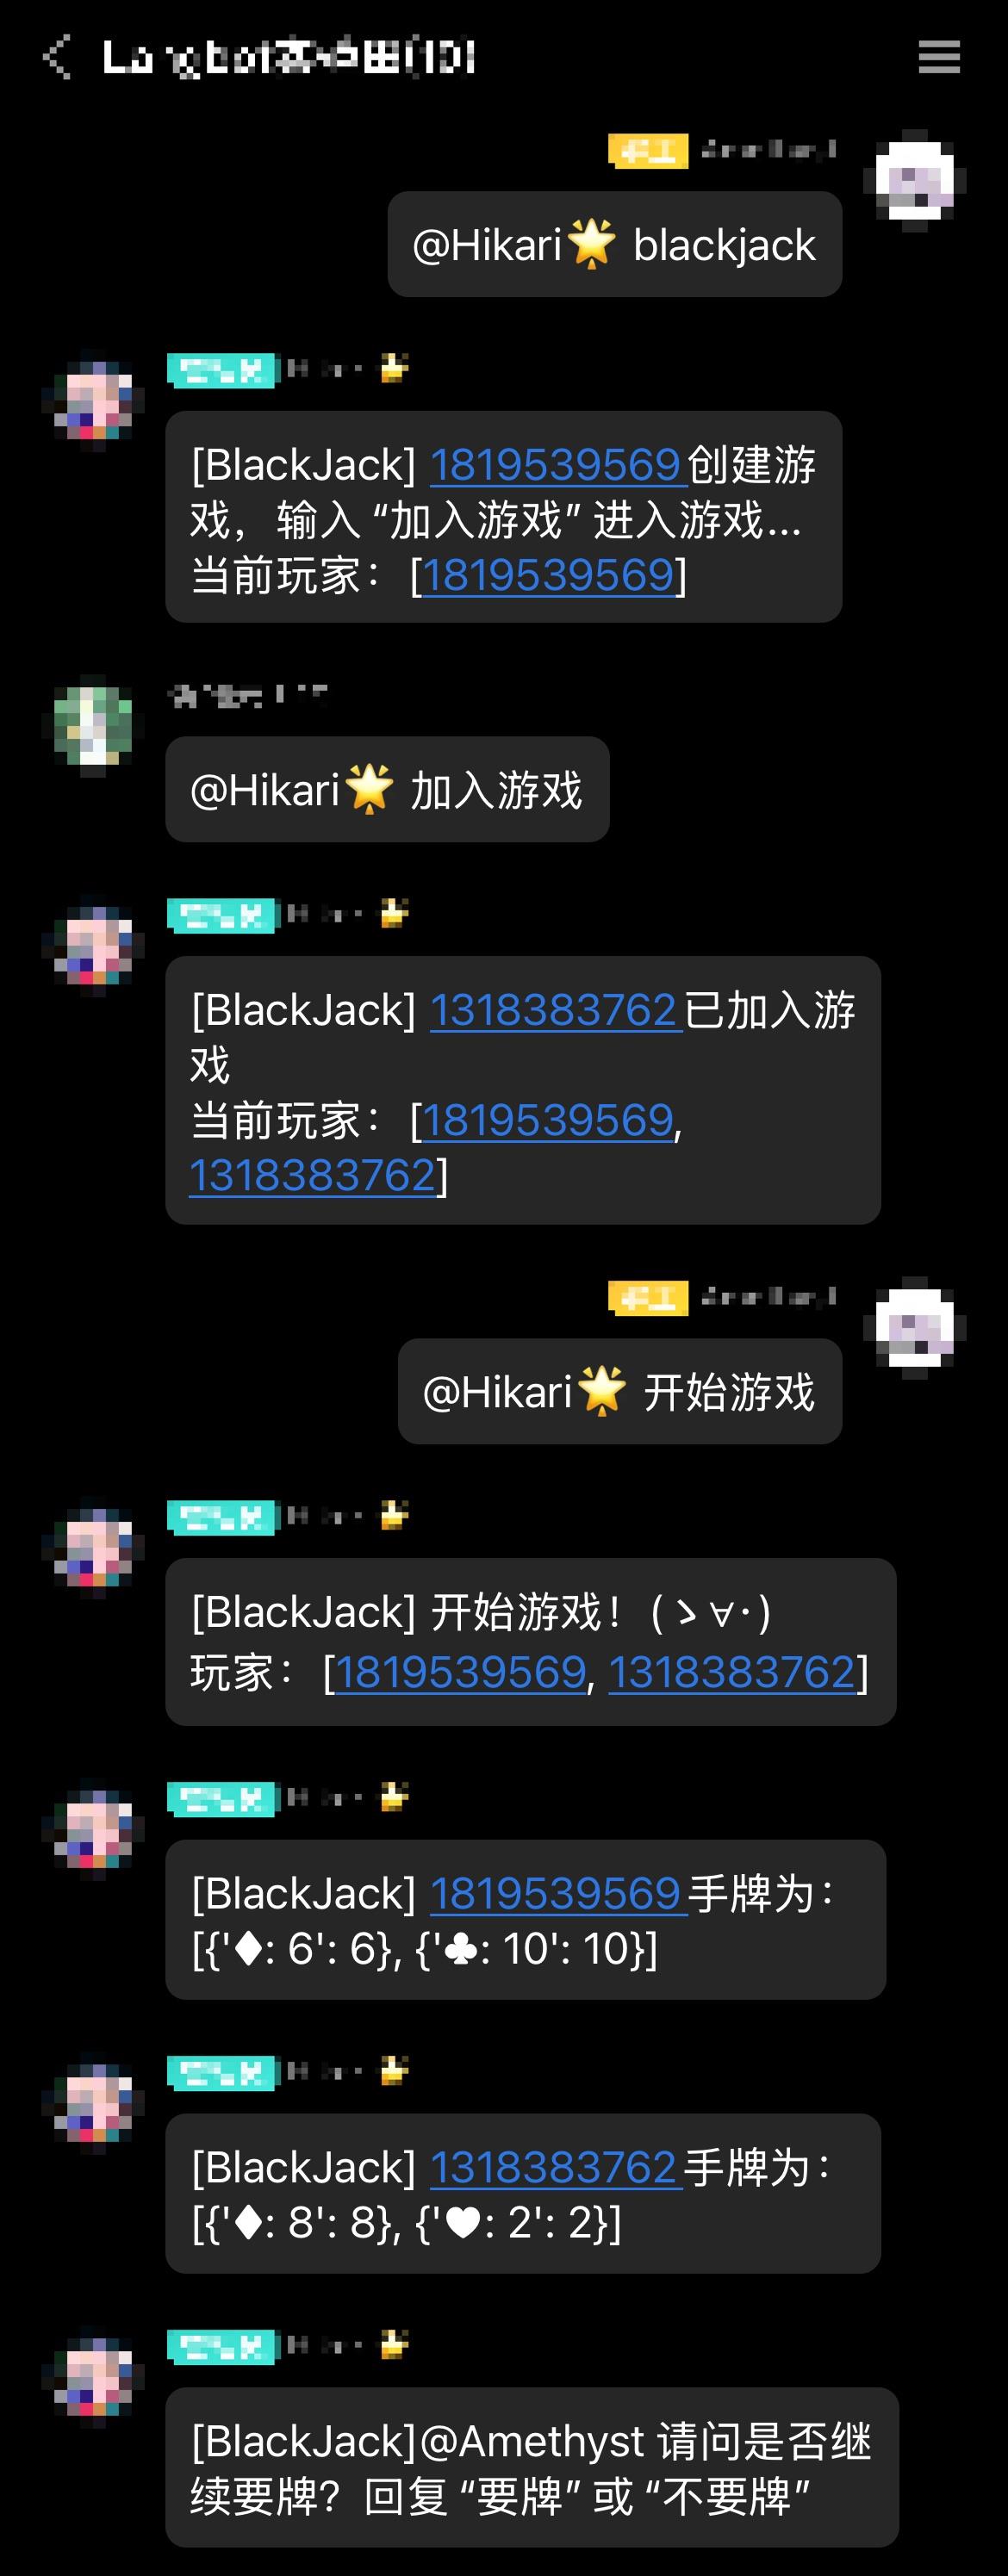 @Hikari🌟 blackjack
[BlackJack] 1819539569创建游
戏，输入 “加入游戏” 进入游戏...
当前玩家：[1819539569]
@Hikari🌟 加入游戏
[BlackJack] 1318383762已加入游
戏
当前玩家：[1819539569,
1318383762]
@Hikari🌟 开始游戏
[BlackJack] 开始游戏！(ゝ∀･)
玩家：[1819539569, 1318383762]
[BlackJack] 1819539569手牌为：
[{'♦: 6': 6}, {'♣: 10': 10}]
[BlackJack] 1318383762手牌为：
[{'♦: 8': 8}, {'♥: 2': 2}]
[BlackJack]@Amethyst 请问是否继
续要牌？回复 “要牌” 或 “不要牌”